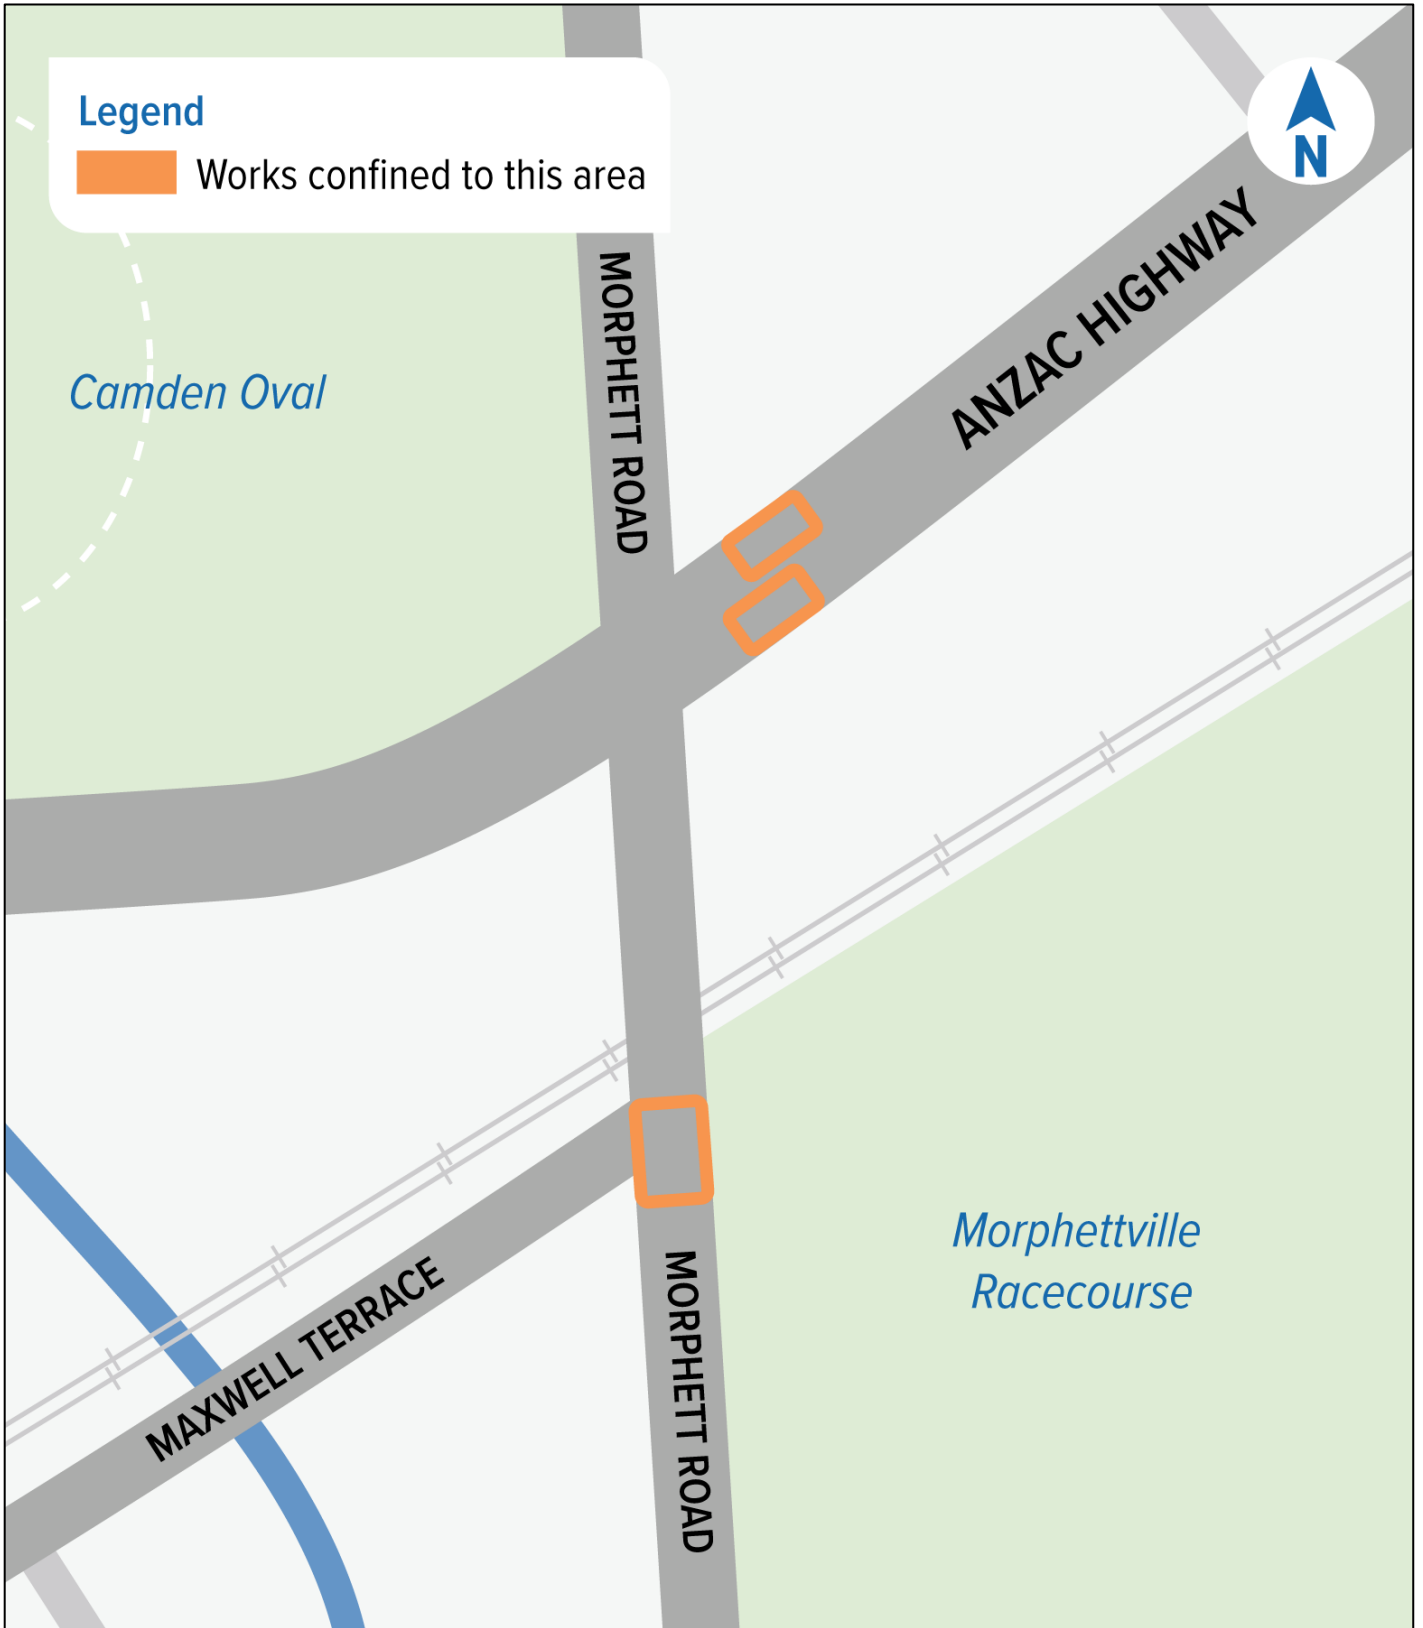 Legend
Works confined to this area
N
MORPHETT ROAD
ANZAC HIGHWAY
Camden Oval
Morphettville
Racecourse
MAXWELL TERRACE
MORPHETT ROAD